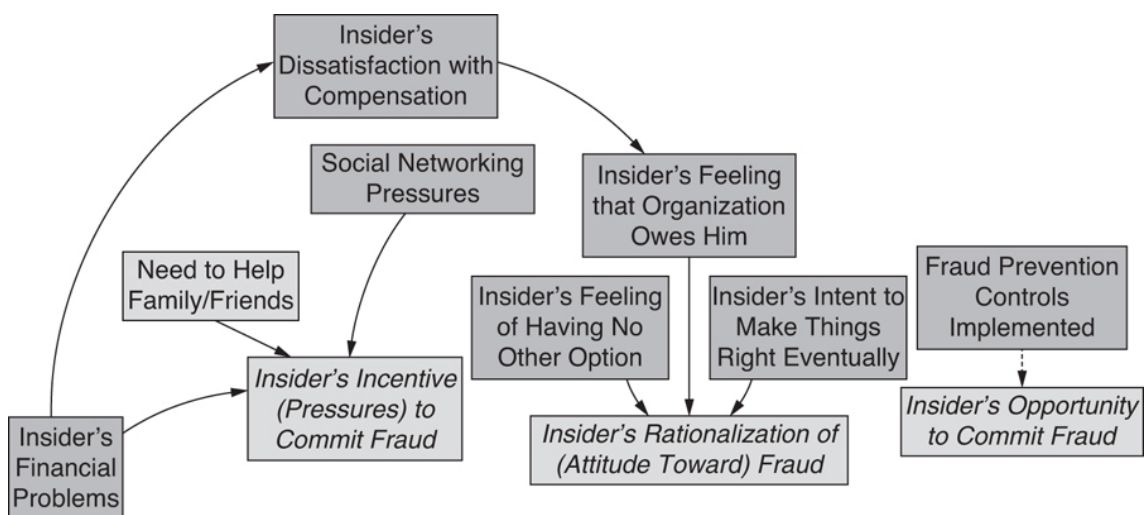 Insider's
Dissatisfaction with
Compensation
Social Networking
Pressures
Insider's Feeling
that Organization
Owes Him
Need to Help
Family/Friends
Insider's Feeling
of Having No
Other Option
Insider's Intent to
Make Things
Right Eventually
Fraud Prevention
Controls
Implemented
Insider's Incentive
(Pressures) to
Commit Fraud
Insider's
Financial
Problems
Insider's Rationalization of
(Attitude Toward) Fraud
Insider's Opportunity
to Commit Fraud